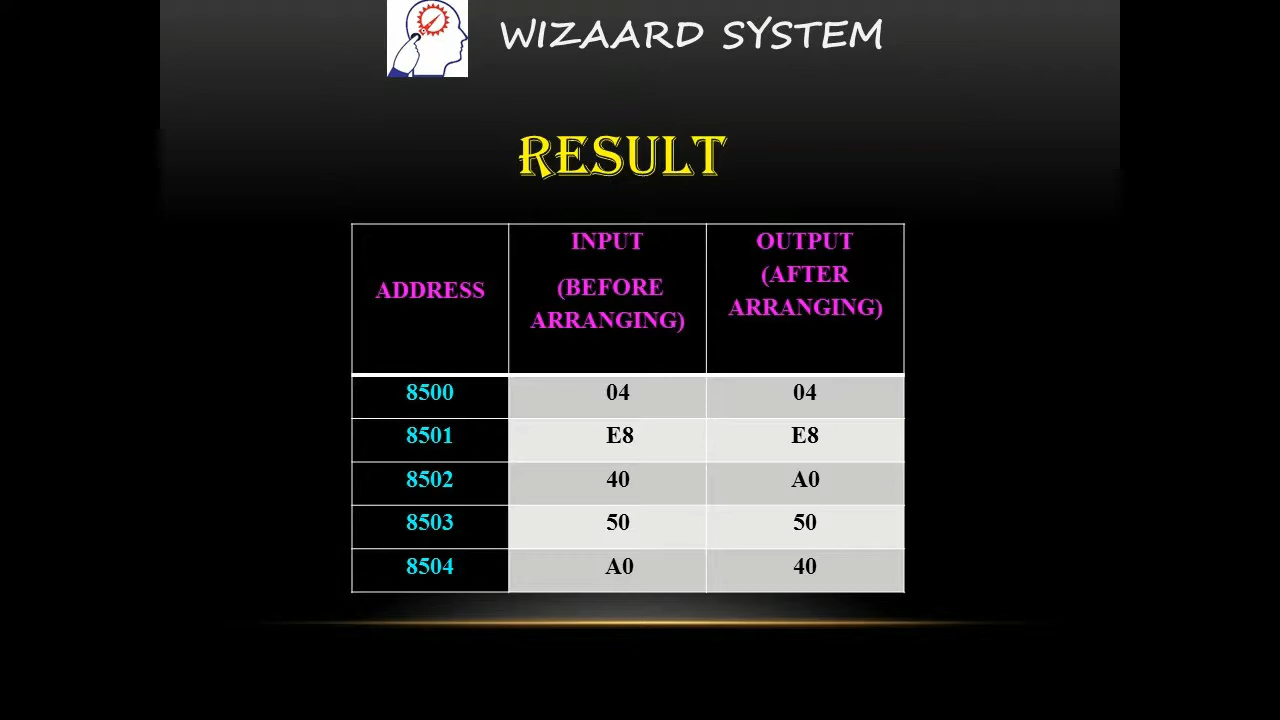 WIZAARD SYSTEM
RESULT
ADDRESS
INPUT
(BEFORE
ARRANGING)
OUTPUT
(AFTER
ARRANGING)
8500 04 04
8501 E8 E8
8502 40 A0
8503 50 50
8504 A0 40